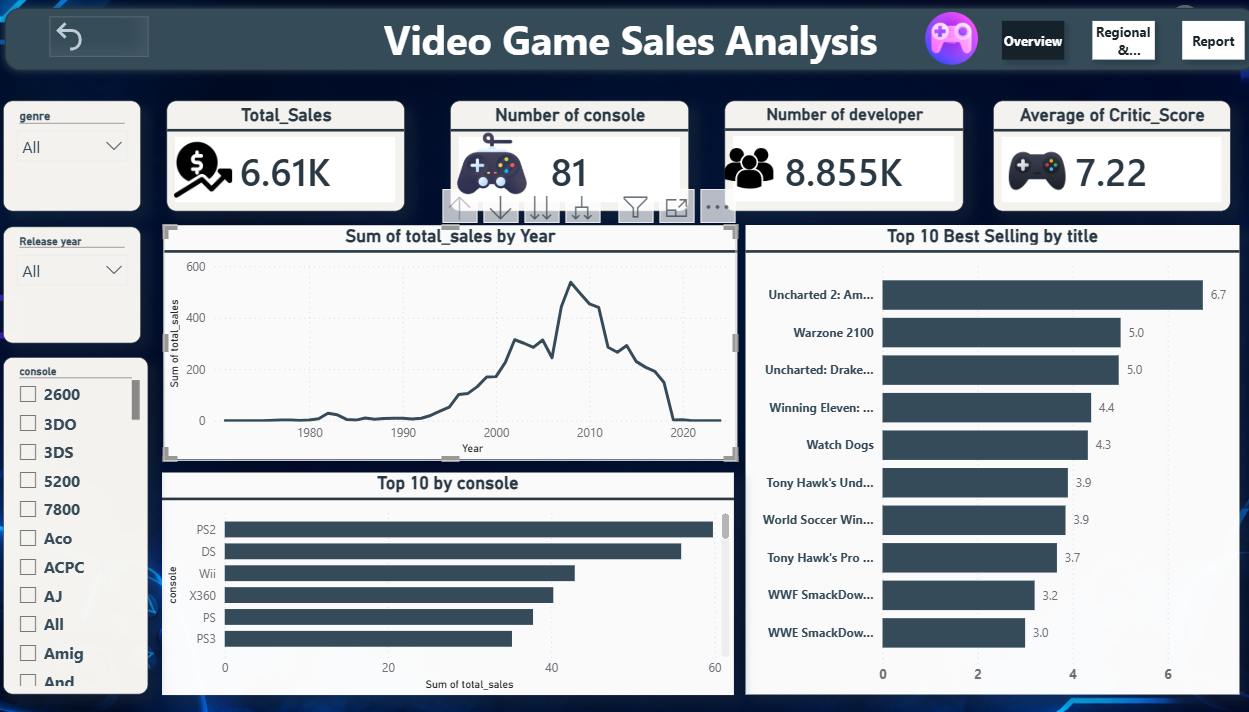 Video Game Sales Analysis
Overview
Regional
&...
Report
genre
All
Total_Sales
6.61K
Number of console
81
Number of developer
8.855K
Average of Critic_Score
7.22
Release year
All
console
2600
3DO
3DS
5200
7800
Aco
ACPC
AJ
All
Amig
And
Sum of total_sales by Year
Sum of total_sales
600
400
200
0
1980
1990
2000
2010
2020
Year
Top 10 by console
console
PS2
DS
Wii
X360
PS
PS3
0
20
40
60
Sum of total_sales
Top 10 Best Selling by title
Uncharted 2: Am... 6.7
Warzone 2100 5.0
Uncharted: Drake... 5.0
Winning Eleven: ... 4.4
Watch Dogs 4.3
Tony Hawk's Und... 3.9
World Soccer Win... 3.9
Tony Hawk's Pro ... 3.7
WWF SmackDow... 3.2
WWE SmackDow... 3.0
0
2
4
6